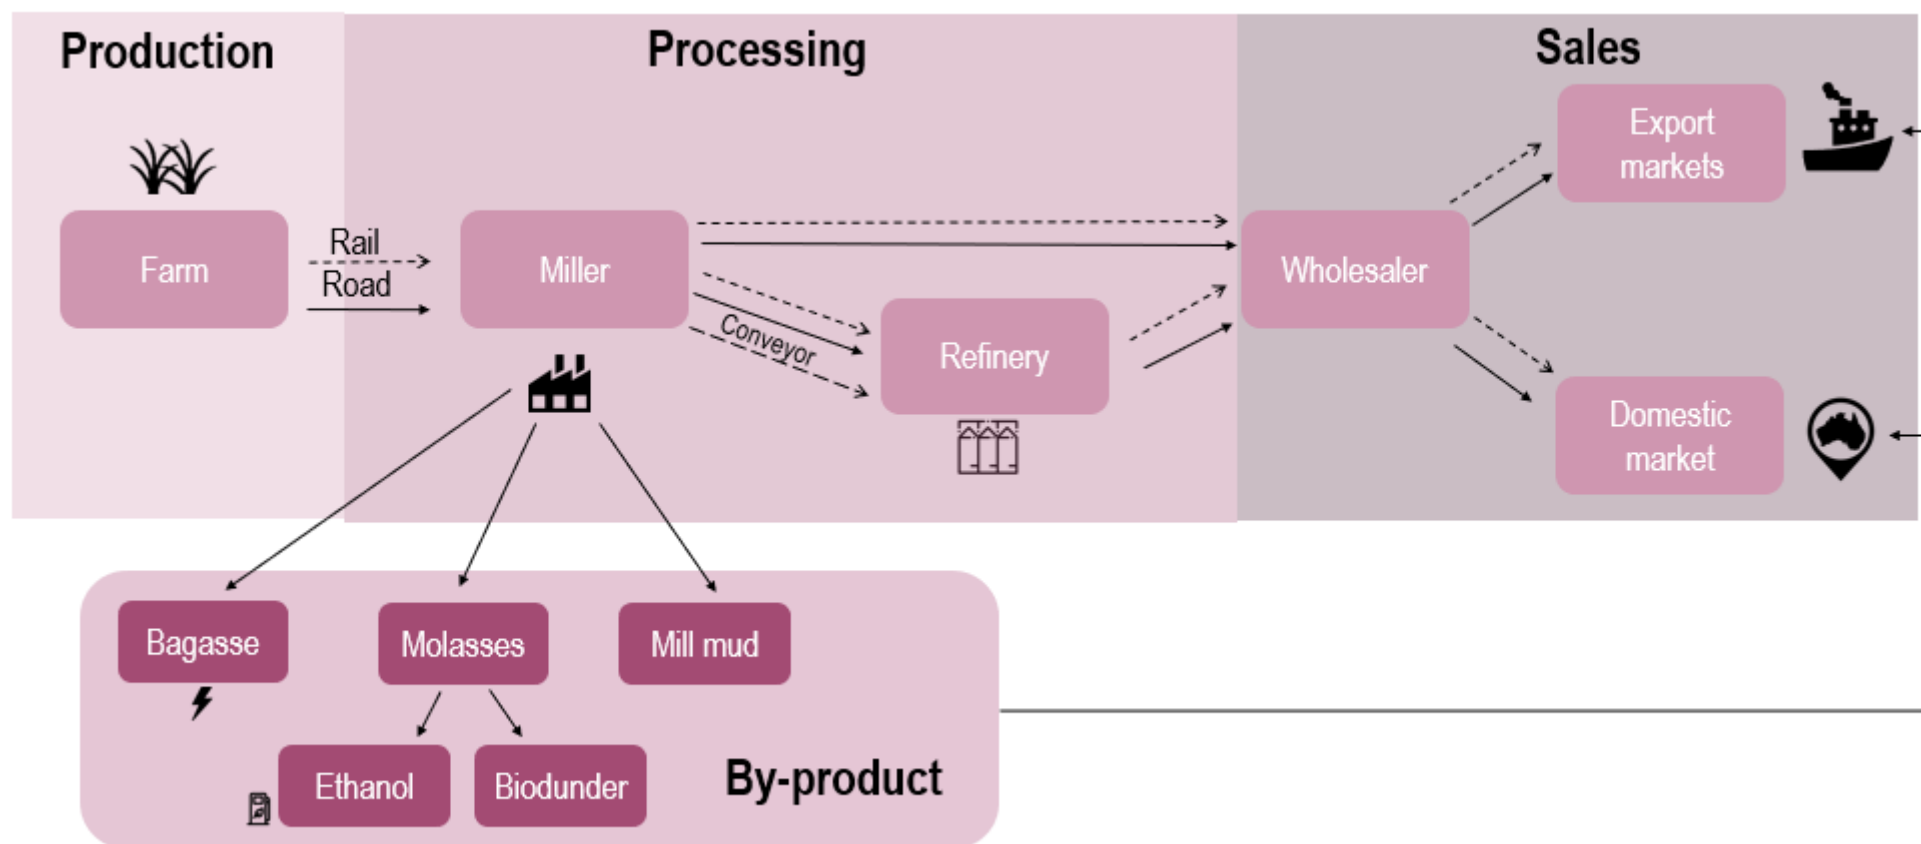 Production
Processing
Sales
Export
markets
Farm
Rail
Road
Miller
Conveyor
Refinery
Wholesaler
Domestic
market
Bagasse
Molasses
Mill mud
Ethanol
Biodunder
By-product